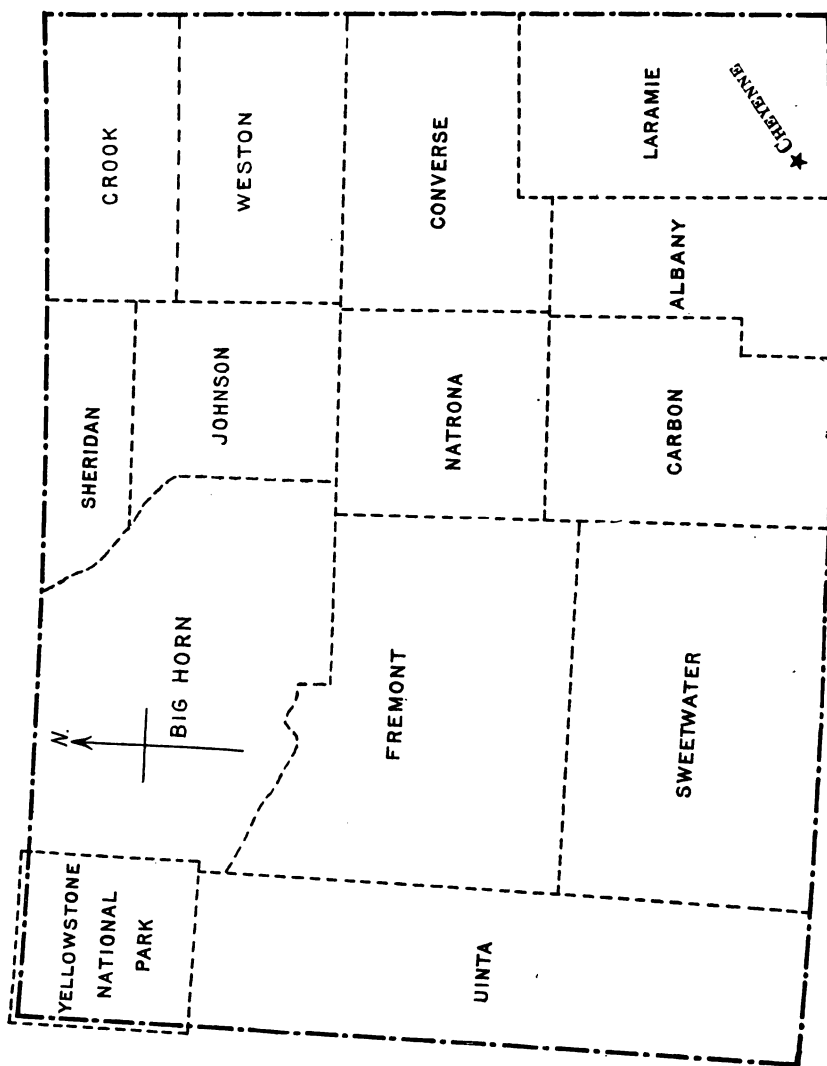 N.
YELLOWSTONE
NATIONAL
PARK
BIG HORN
SHERIDAN
JOHNSON
CROOK
WESTON
UINTA
FREMONT
NATRONA
CONVERSE
SWEETWATER
CARBON
ALBANY
LARAMIE
CHEYENNE